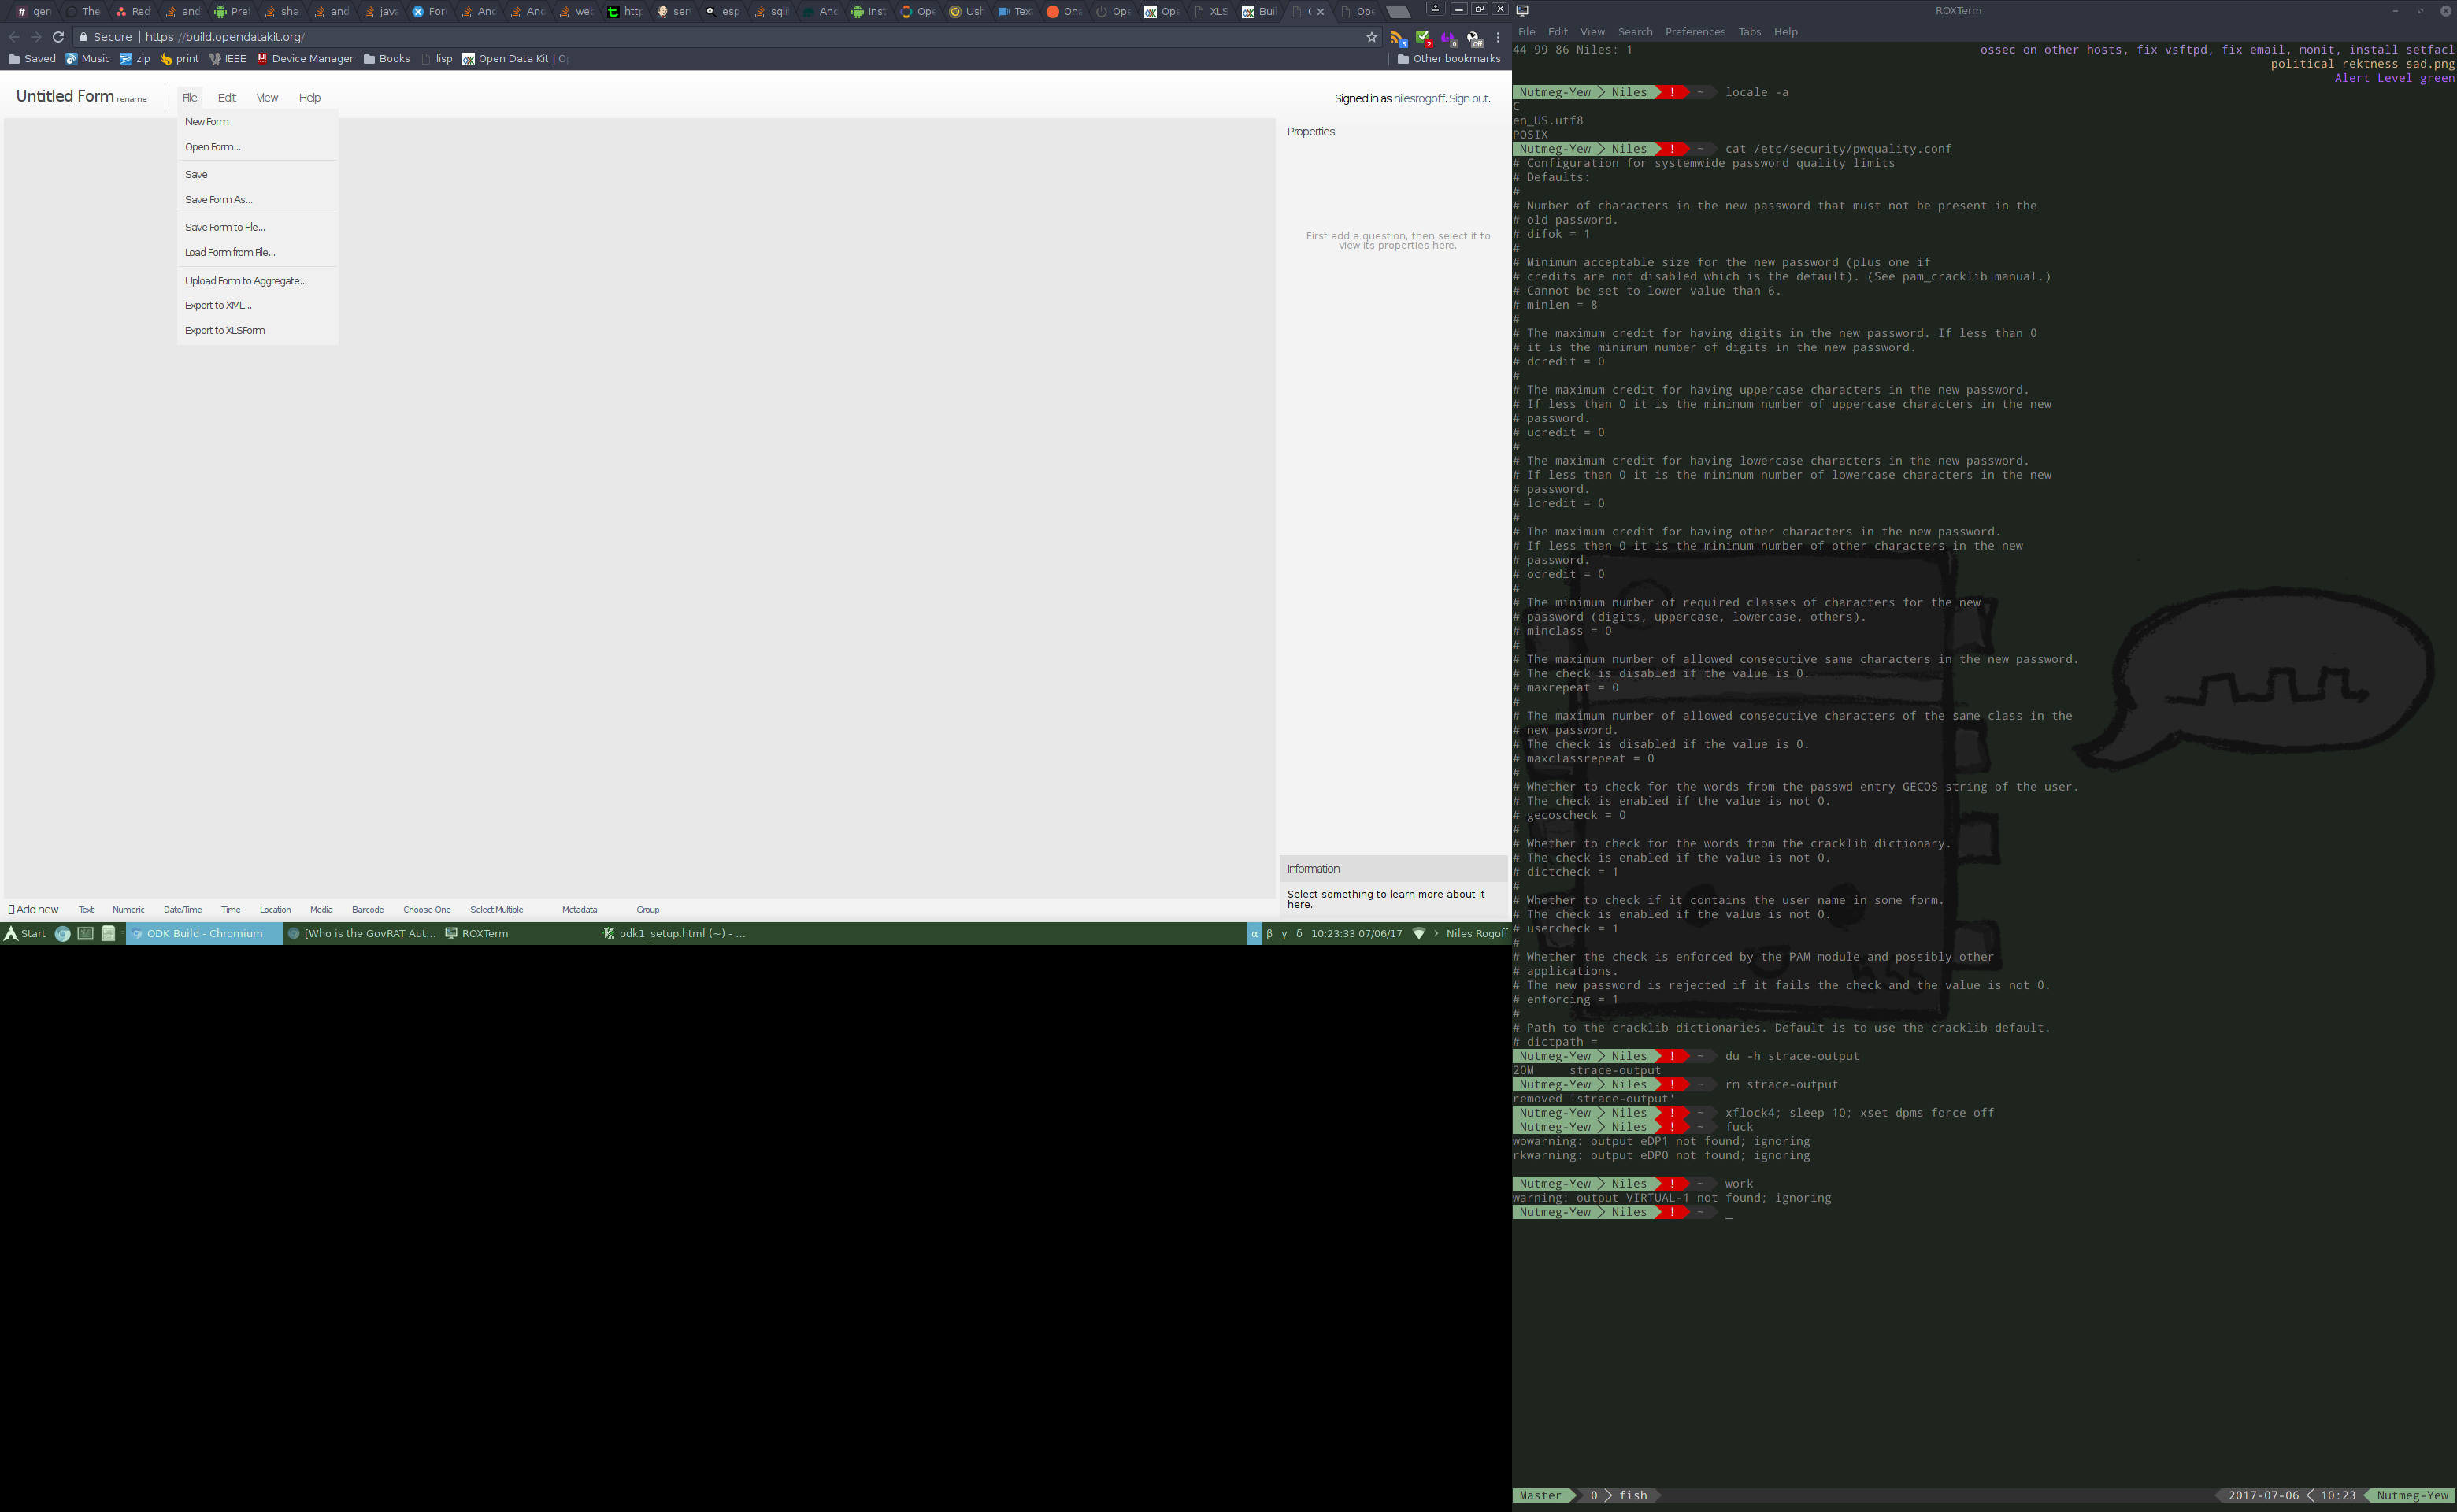 gen The Red and Pref sha and java For And And Web http sen esp sqli And Inst Ope Ush Text Ona Ope Ope XLS Buil Ope
Secure | https://build.opendatakit.org/
Saved Music zip print IEEE Device Manager Books lisp Open Data Kit | Other bookmarks
Untitled Form rename File Edit View Help Signed in as nilesrogoff. Sign out.
New Form
Open Form...
Save
Save Form As...
Save Form to File...
Load Form from File...
Upload Form to Aggregate...
Export to XML...
Export to XLSForm
Properties
First add a question, then select it to
view its properties here.
Information
Select something to learn more about it
here.
Add new Text Numeric Date/Time Time Location Media Barcode Choose One Select Multiple Metadata Group
Start ODK Build - Chromium [Who is the GovRAT Aut... ROXTerm odk1_setup.html (~) - ... α β γ δ 10:23:33 07/06/17 Niles Rogoff
ROXTerm
File Edit View Search Preferences Tabs Help
44 99 86 Niles: 1 ossec on other hosts, fix vsftpd, fix email, monit, install setfacl
political rektness sad.png
Alert Level green
Nutmeg-Yew Niles ! ~ locale -a
C
en_US.utf8
POSIX
Nutmeg-Yew Niles ! ~ cat /etc/security/pwquality.conf
# Configuration for systemwide password quality limits
# Defaults:
#
# Number of characters in the new password that must not be present in the
# old password.
# difok = 1
#
# Minimum acceptable size for the new password (plus one if
# credits are not disabled which is the default). (See pam_cracklib manual.)
# Cannot be set to lower value than 6.
# minlen = 8
#
# The maximum credit for having digits in the new password. If less than 0
# it is the minimum number of digits in the new password.
# dcredit = 0
#
# The maximum credit for having uppercase characters in the new password.
# If less than 0 it is the minimum number of uppercase characters in the new
# password.
# ucredit = 0
#
# The maximum credit for having lowercase characters in the new password.
# If less than 0 it is the minimum number of lowercase characters in the new
# password.
# lcredit = 0
#
# The maximum credit for having other characters in the new password.
# If less than 0 it is the minimum number of other characters in the new
# password.
# ocredit = 0
#
# The minimum number of required classes of characters for the new
# password (digits, uppercase, lowercase, others).
# minclass = 0
#
# The maximum number of allowed consecutive same characters in the new password.
# The check is disabled if the value is 0.
# maxrepeat = 0
#
# The maximum number of allowed consecutive characters of the same class in the
# new password.
# The check is disabled if the value is 0.
# maxclassrepeat = 0
#
# Whether to check for the words from the passwd entry GECOS string of the user.
# The check is enabled if the value is not 0.
# gecoscheck = 0
#
# Whether to check for the words from the cracklib dictionary.
# The check is enabled if the value is not 0.
# dictcheck = 1
#
# Whether to check if it contains the user name in some form.
# The check is enabled if the value is not 0.
# usercheck = 1
#
# Whether the check is enforced by the PAM module and possibly other
# applications.
# The new password is rejected if it fails the check and the value is not 0.
# enforcing = 1
#
# Path to the cracklib dictionaries. Default is to use the cracklib default.
# dictpath =
Nutmeg-Yew Niles ! ~ du -h strace-output
20M strace-output
Nutmeg-Yew Niles ! ~ rm strace-output
removed 'strace-output'
Nutmeg-Yew Niles ! ~ xflock4; sleep 10; xset dpms force off
Nutmeg-Yew Niles ! ~ fuck
wowarning: output eDP1 not found; ignoring
rkwarning: output eDP0 not found; ignoring
Nutmeg-Yew Niles ! ~ work
warning: output VIRTUAL-1 not found; ignoring
Nutmeg-Yew Niles ! ~ _
Master 0 fish 2017-07-06 < 10:23 Nutmeg-Yew